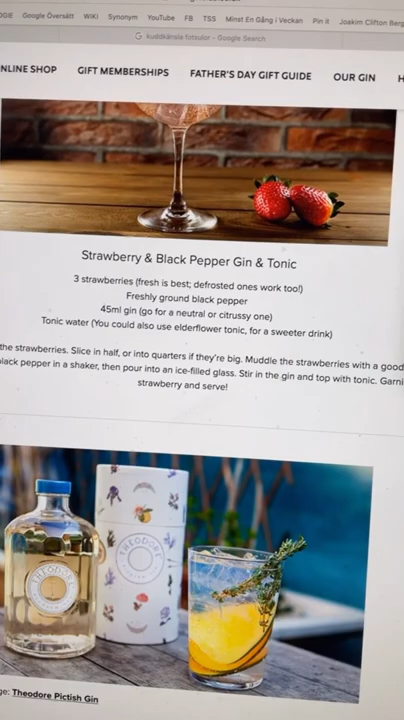 Google Översätt WIKI Synonym YouTube FB TSS Minst En Gång i Veckan Pin it Joakim Clifton Berg
kuddkänsla fotsulor - Google Search
NLINE SHOP GIFT MEMBERSHIPS FATHER'S DAY GIFT GUIDE OUR GIN H
Strawberry & Black Pepper Gin & Tonic
3 strawberries (fresh is best; defrosted ones work too!)
Freshly ground black pepper
45ml gin (go for a neutral or citrussy one)
Tonic water (You could also use elderflower tonic, for a sweeter drink)
the strawberries. Slice in half, or into quarters if they're big. Muddle the strawberries with a good
lack pepper in a shaker, then pour into an ice-filled glass. Stir in the gin and top with tonic. Garni
strawberry and serve!
THEODORE
THEODORE
ge: Theodore Pictish Gin